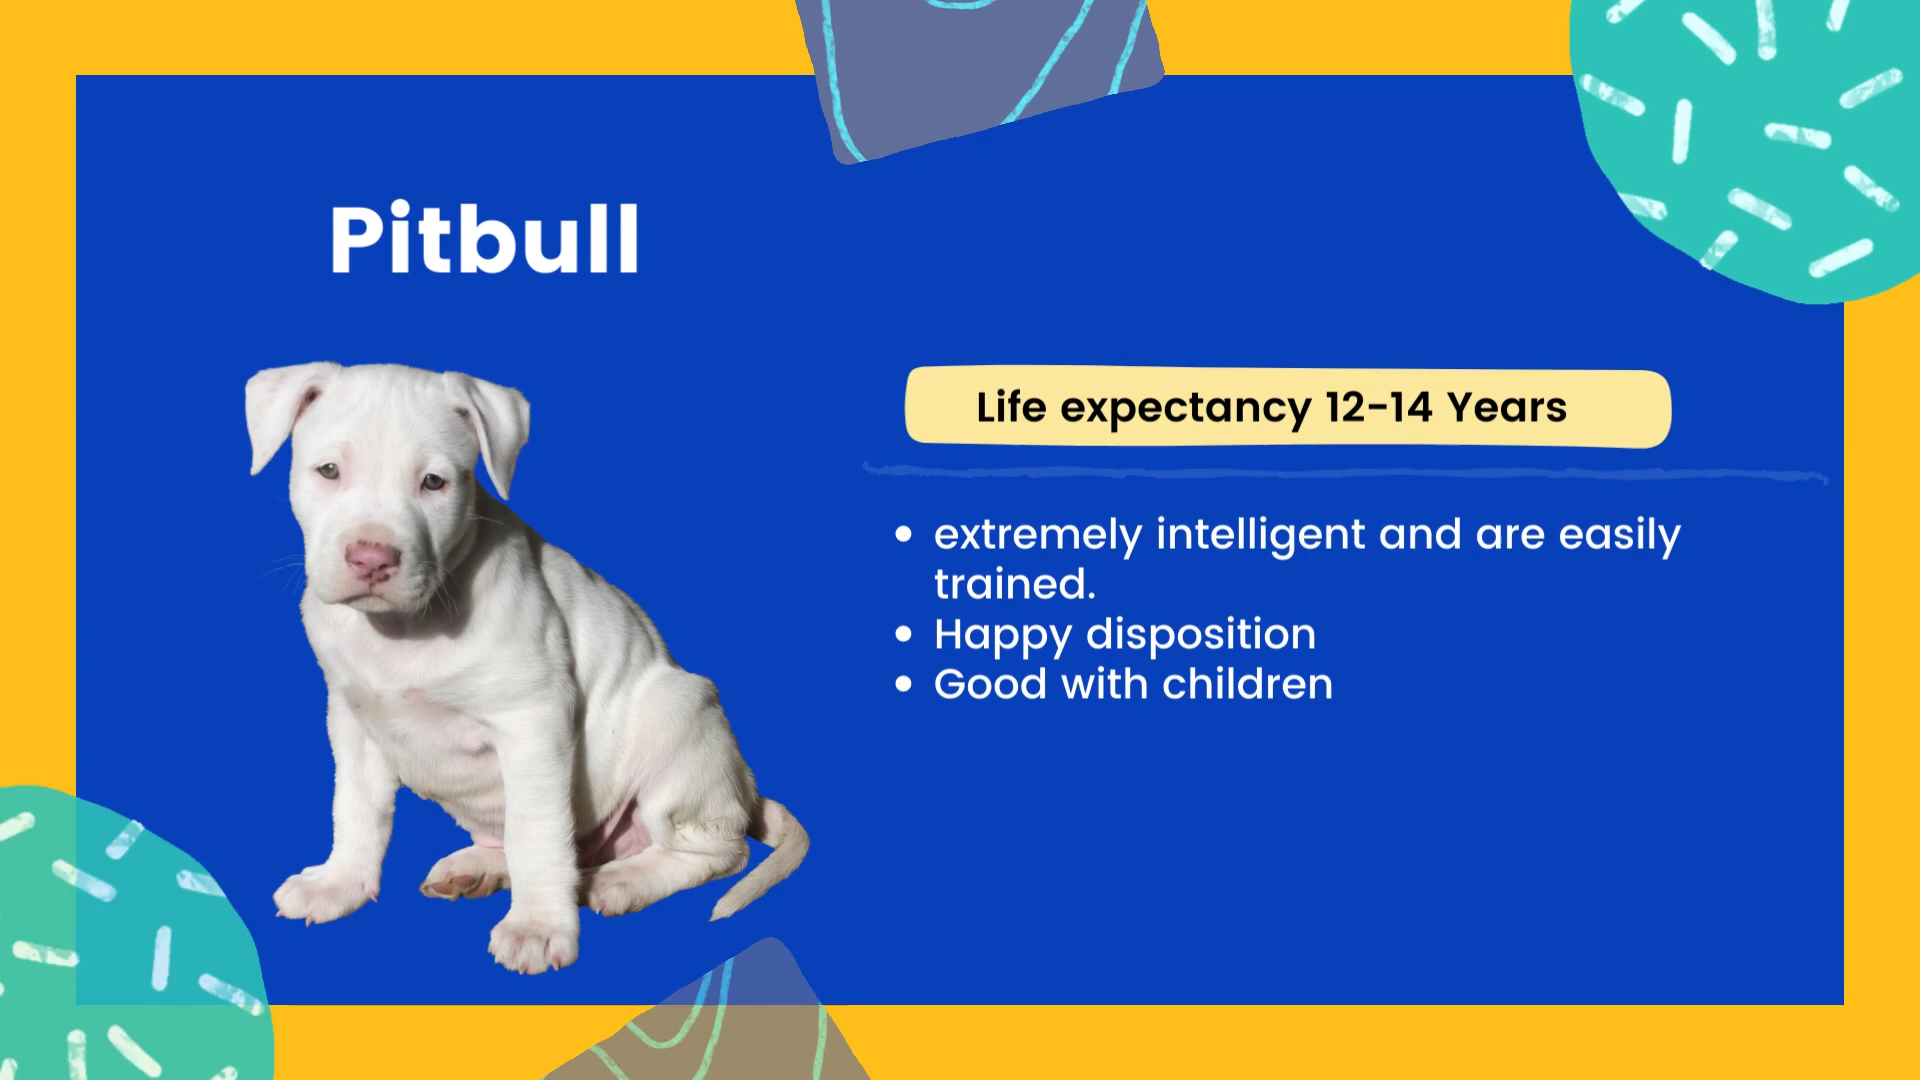 Pitbull
Life expectancy 12-14 Years
• extremely intelligent and are easily
trained.
• Happy disposition
• Good with children